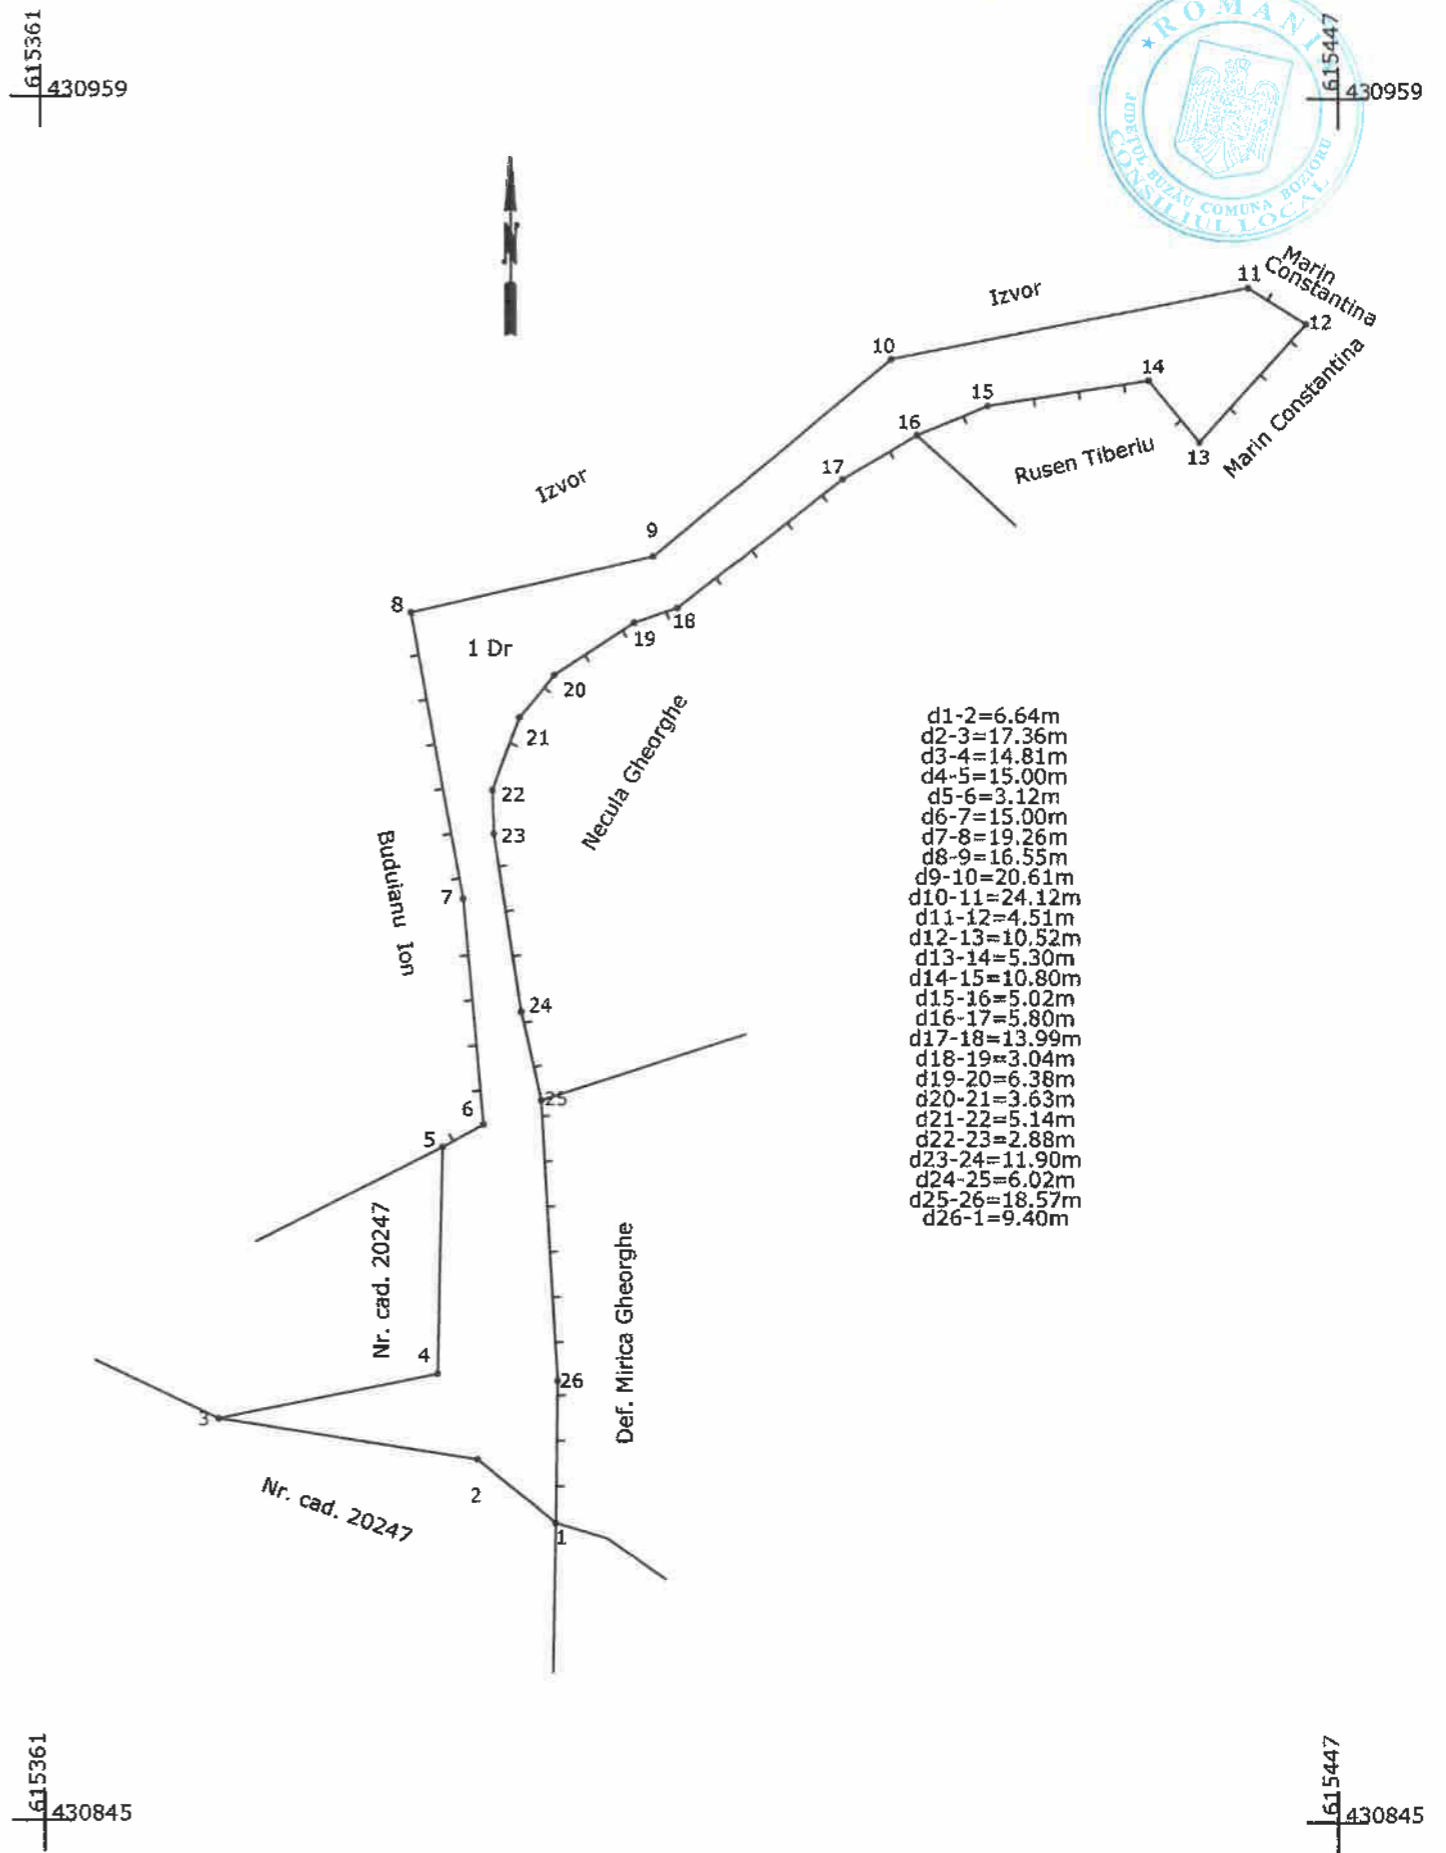 615361
430959
615447
430959
ROMANI
JUDEȚUL BUZĂU COMUNA BOZIORU
CONSILIUL LOCAL
N
Izvor
11
Marin
Constantina
12
10
14
15
Marin Constantina
16
Rusen Tiberiu
13
17
Izvor
9
8
18
19
1 Dr
20
21
Necula Gheorghe
22
23
Buduianu Ion
7
24
25
6
5
d1-2=6.64m
d2-3=17.36m
d3-4=14.81m
d4-5=15.00m
d5-6=3.12m
d6-7=15.00m
d7-8=19.26m
d8-9=16.55m
d9-10=20.61m
d10-11=24.12m
d11-12=4.51m
d12-13=10.52m
d13-14=5.30m
d14-15=10.80m
d15-16=5.02m
d16-17=5.80m
d17-18=13.99m
d18-19=3.04m
d19-20=6.38m
d20-21=3.63m
d21-22=5.14m
d22-23=2.88m
d23-24=11.90m
d24-25=6.02m
d25-26=18.57m
d26-1=9.40m
Nr. cad. 20247
Def. Mirica Gheorghe
4
26
3
2
Nr. cad. 20247
1
615361
430845
615447
430845